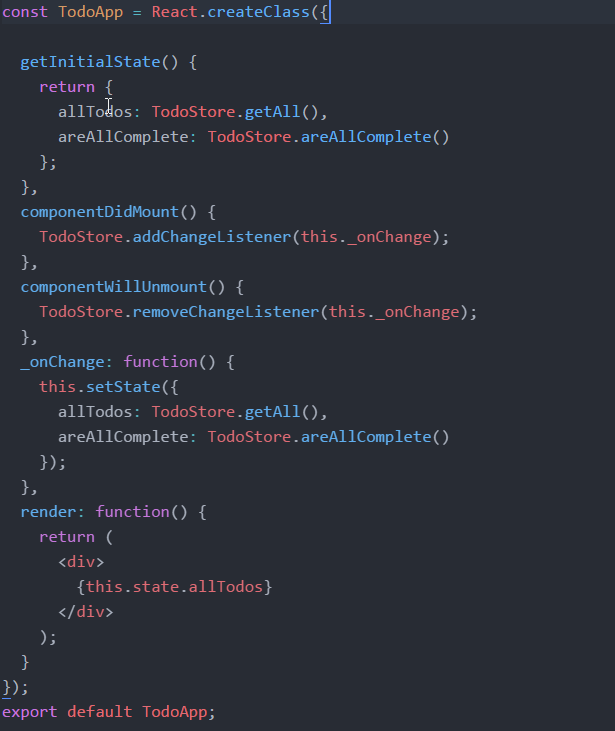 const TodoApp = React.createClass({
getInitialState() {
return {
allTodos: TodoStore.getAll(),
areAllComplete: TodoStore.areAllComplete()
};
},
componentDidMount() {
TodoStore.addChangeListener(this._onChange);
},
componentWillUnmount() {
TodoStore.removeChangeListener(this._onChange);
},
_onChange: function() {
this.setState({
allTodos: TodoStore.getAll(),
areAllComplete: TodoStore.areAllComplete()
});
},
render: function() {
return (
<div>
{this.state.allTodos}
</div>
);
}
});
export default TodoApp;